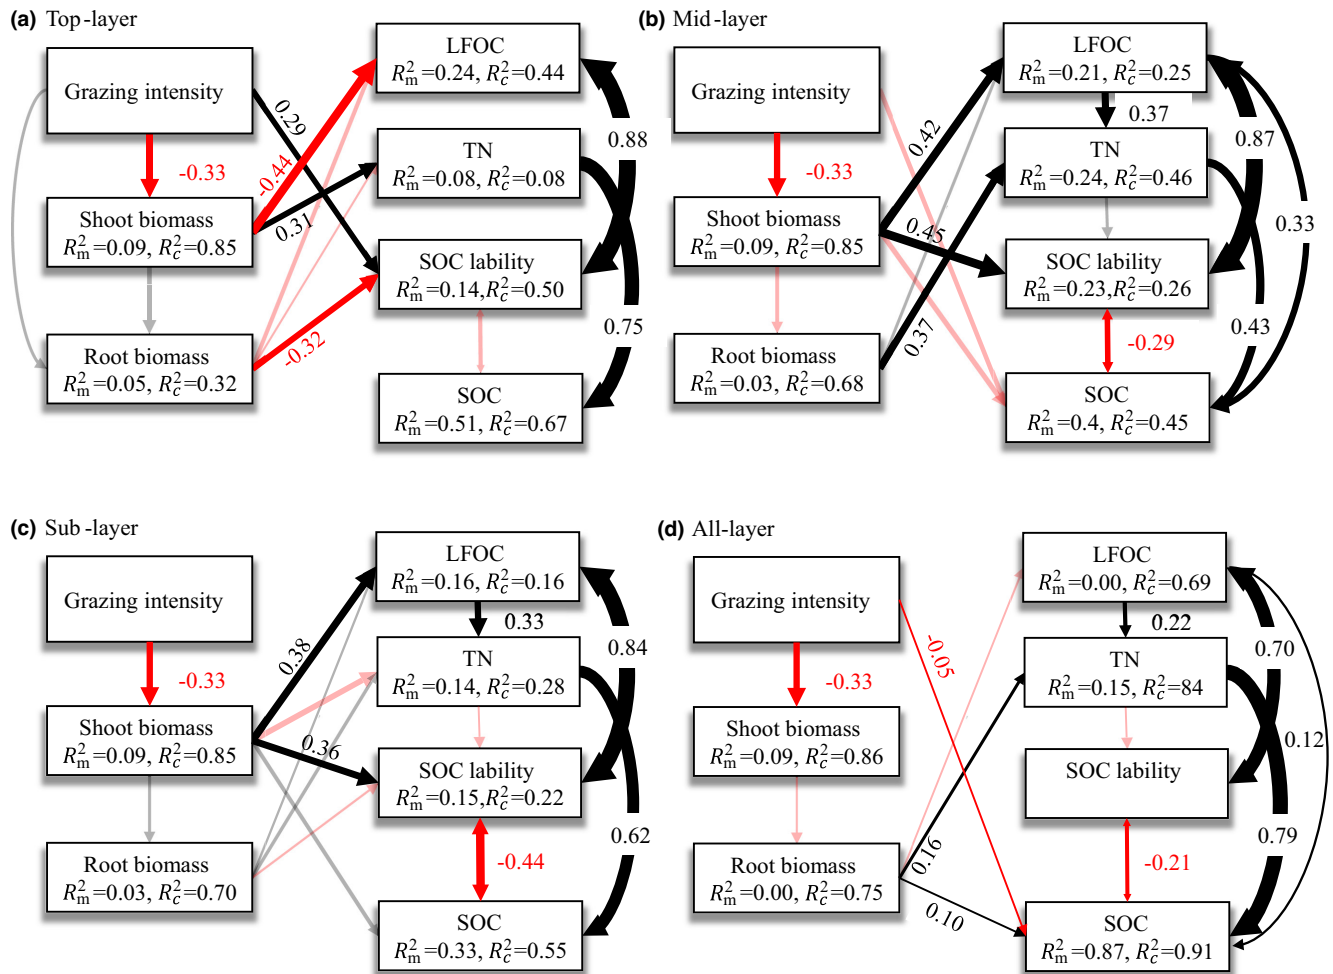 (a) Top-layer
Grazing intensity
-0.33
Shoot biomass
R²m=0.09, R²c=0.85
Root biomass
R²m=0.05, R²c=0.32
0.29
-0.44
0.31
-0.32
LFOC
R²m=0.24, R²c=0.44
TN
R²m=0.08, R²c=0.08
SOC lability
R²m=0.14,R²c=0.50
SOC
R²m=0.51, R²c=0.67
0.88
0.75
(b) Mid-layer
Grazing intensity
-0.33
Shoot biomass
R²m=0.09, R²c=0.85
Root biomass
R²m=0.03, R²c=0.68
0.42
0.45
0.37
LFOC
R²m=0.21, R²c=0.25
0.37
TN
R²m=0.24, R²c=0.46
SOC lability
R²m=0.23,R²c=0.26
-0.29
SOC
R²m=0.4, R²c=0.45
0.87
0.33
0.43
(c) Sub-layer
Grazing intensity
-0.33
Shoot biomass
R²m=0.09, R²c=0.85
Root biomass
R²m=0.03, R²c=0.70
0.38
0.36
LFOC
R²m=0.16, R²c=0.16
0.33
TN
R²m=0.14, R²c=0.28
SOC lability
R²m=0.15,R²c=0.22
-0.44
SOC
R²m=0.33, R²c=0.55
0.84
0.62
(d) All-layer
Grazing intensity
-0.33
Shoot biomass
R²m=0.09, R²c=0.86
Root biomass
R²m=0.00, R²c=0.75
-0.05
0.16
0.10
LFOC
R²m=0.00, R²c=0.69
0.22
TN
R²m=0.15, R²c=84
SOC lability
-0.21
SOC
R²m=0.87, R²c=0.91
0.70
0.12
0.79